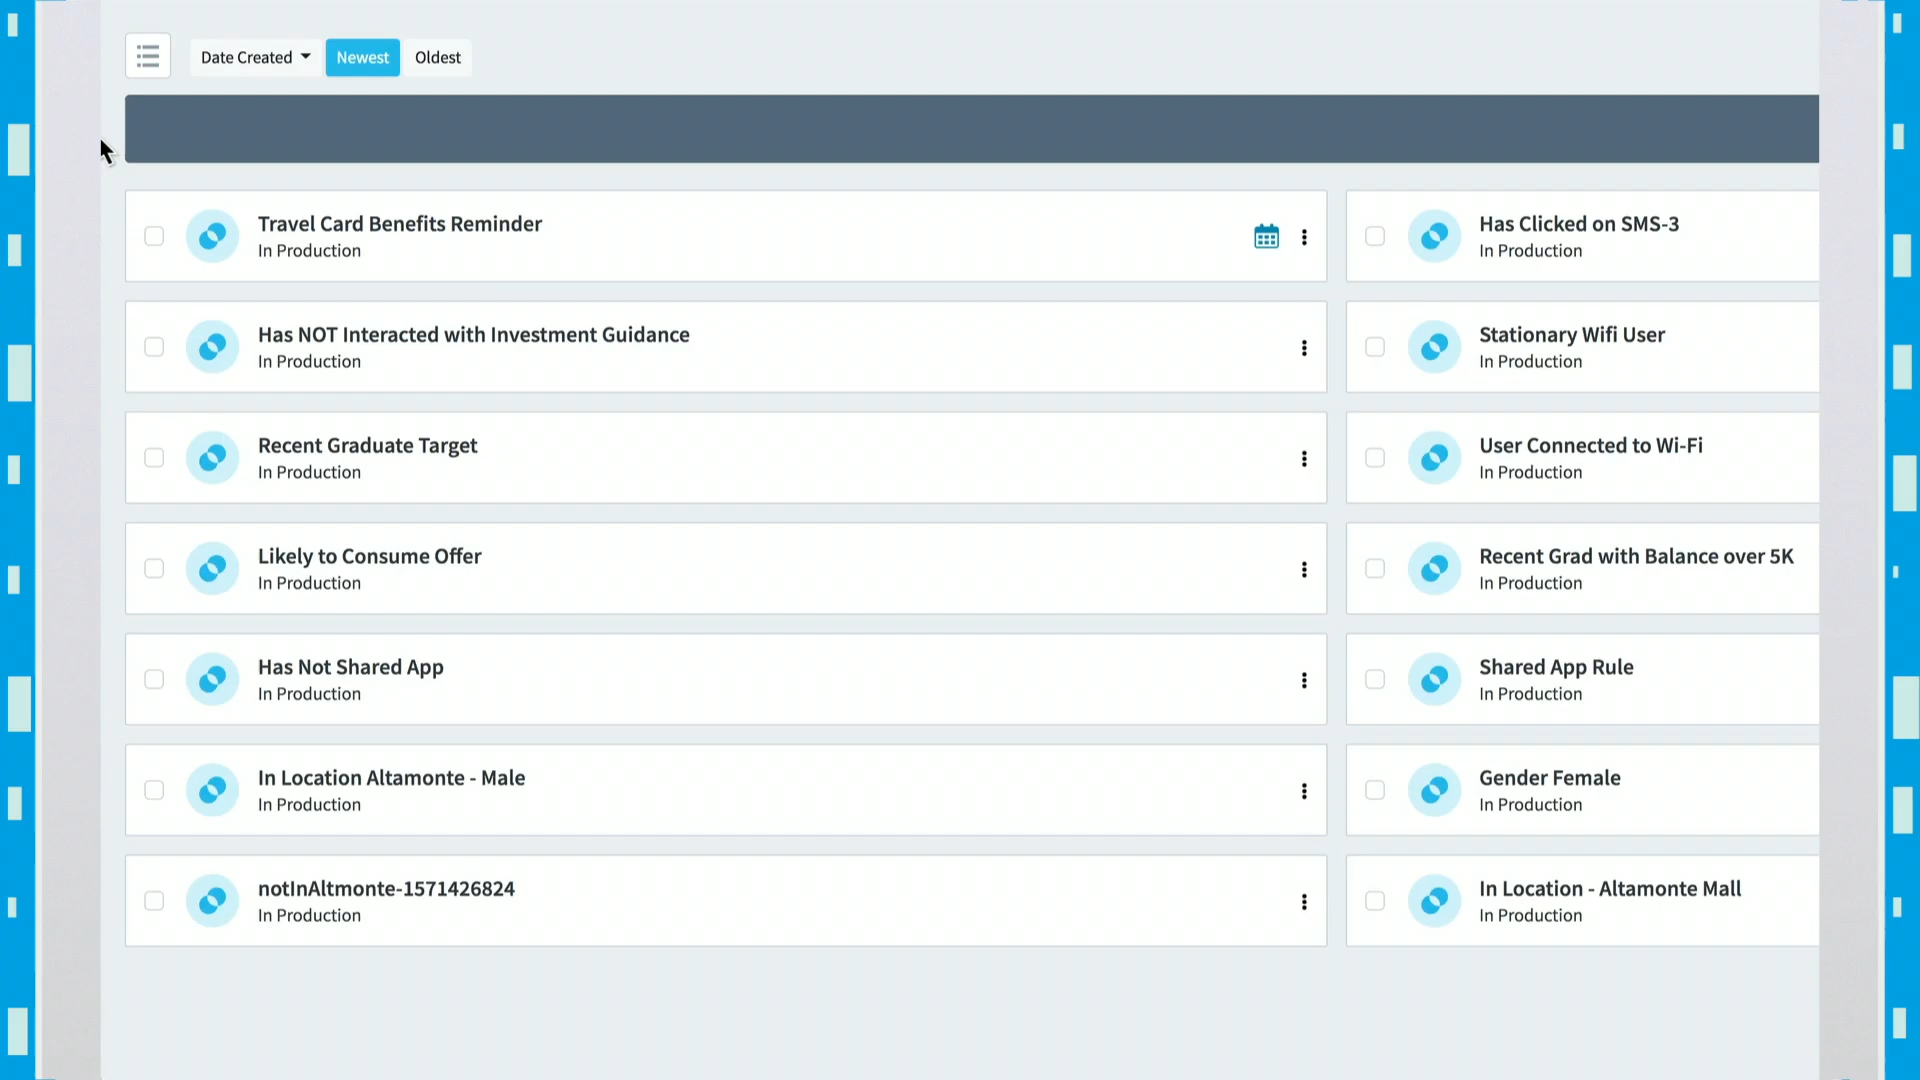 Date Created Newest Oldest
Travel Card Benefits Reminder
In Production
Has Clicked on SMS-3
In Production
Has NOT Interacted with Investment Guidance
In Production
Stationary Wifi User
In Production
Recent Graduate Target
In Production
User Connected to Wi-Fi
In Production
Likely to Consume Offer
In Production
Recent Grad with Balance over 5K
In Production
Has Not Shared App
In Production
Shared App Rule
In Production
In Location Altamonte - Male
In Production
Gender Female
In Production
notInAltmonte-1571426824
In Production
In Location - Altamonte Mall
In Production